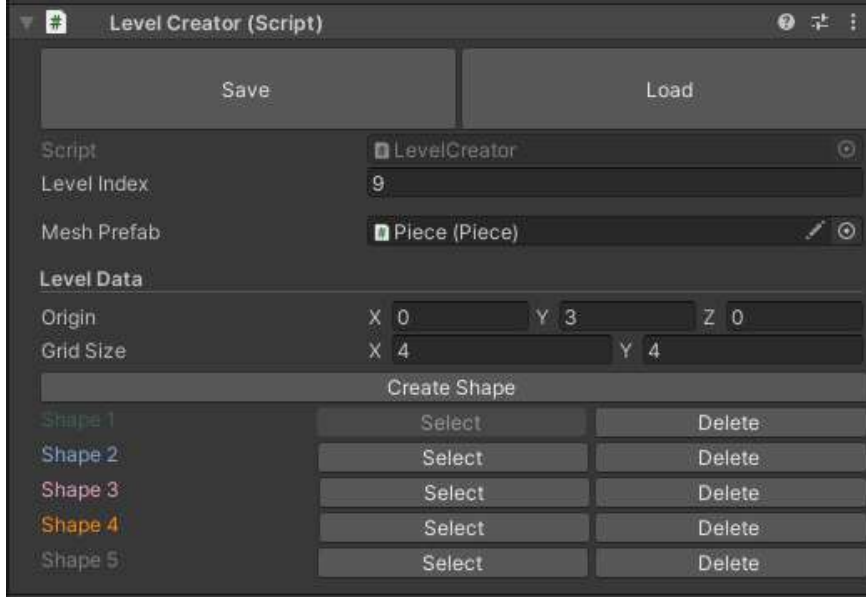 # Level Creator (Script)
Save Load
Script # LevelCreator
Level Index 9
Mesh Prefab # Piece (Piece)
Level Data
Origin X 0 Y 3 Z 0
Grid Size X 4 Y 4
Create Shape
Shape 1 Select Delete
Shape 2 Select Delete
Shape 3 Select Delete
Shape 4 Select Delete
Shape 5 Select Delete